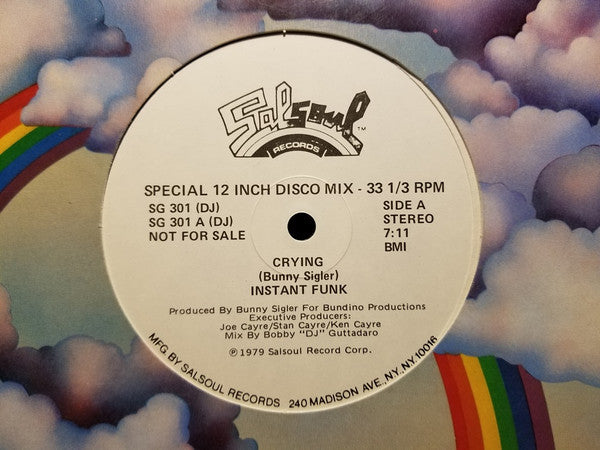 Salsoul ™
RECORDS
SPECIAL 12 INCH DISCO MIX - 33 1/3 RPM
SG 301 (DJ)
SG 301 A (DJ)
NOT FOR SALE
SIDE A
STEREO
7:11
BMI
CRYING
(Bunny Sigler)
INSTANT FUNK
Produced By Bunny Sigler For Bundino Productions
Executive Producers:
Joe Cayre/Stan Cayre/Ken Cayre
Mix By Bobby "DJ" Guttadaro
℗ 1979 Salsoul Record Corp.
MFG. BY SALSOUL RECORDS 240 MADISON AVE., NY, NY. 10016